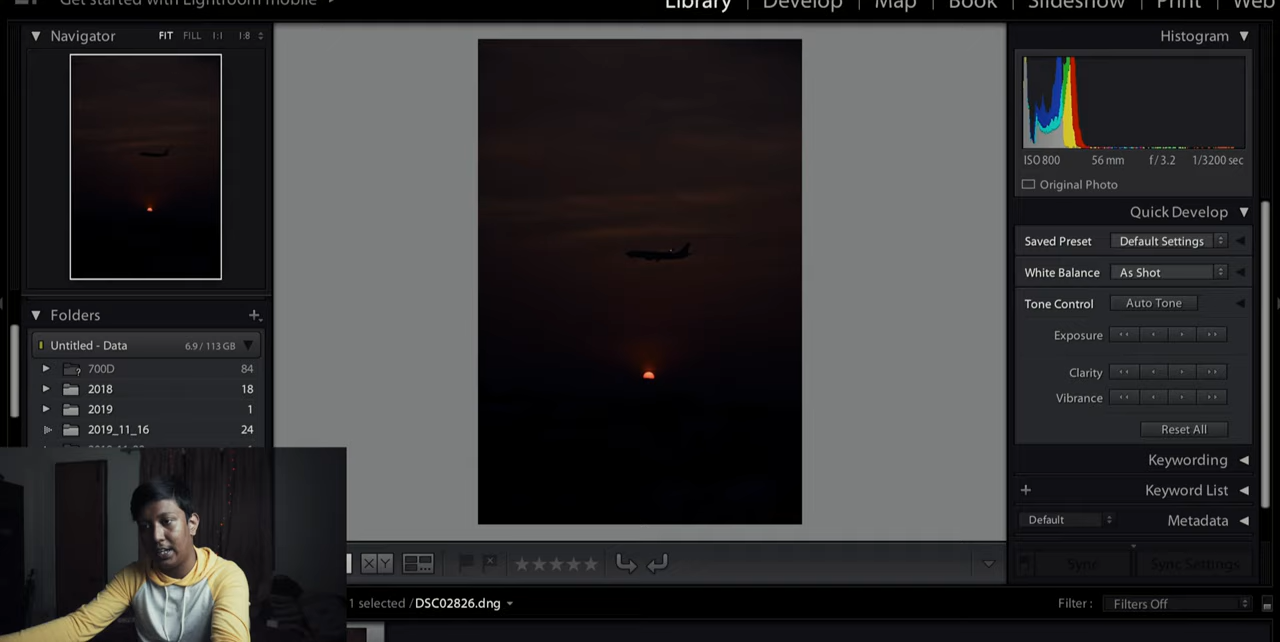 Get started with Lightroom mobile
Library | Develop | Map | Book | Slideshow | Print | Web
Navigator FIT FILL 1:1 1:8
Histogram
ISO 800 56 mm f / 3.2 1/3200 sec
Original Photo
Quick Develop
Saved Preset Default Settings
White Balance As Shot
Tone Control Auto Tone
Exposure
Clarity
Vibrance
Reset All
Keywording
Keyword List
Default Metadata
Sync Sync Settings
Folders
Untitled - Data 6.9 / 113 GB
700D 84
2018 18
2019 1
2019_11_16 24
X Y
1 selected / DSC02826.dng
Filter : Filters Off